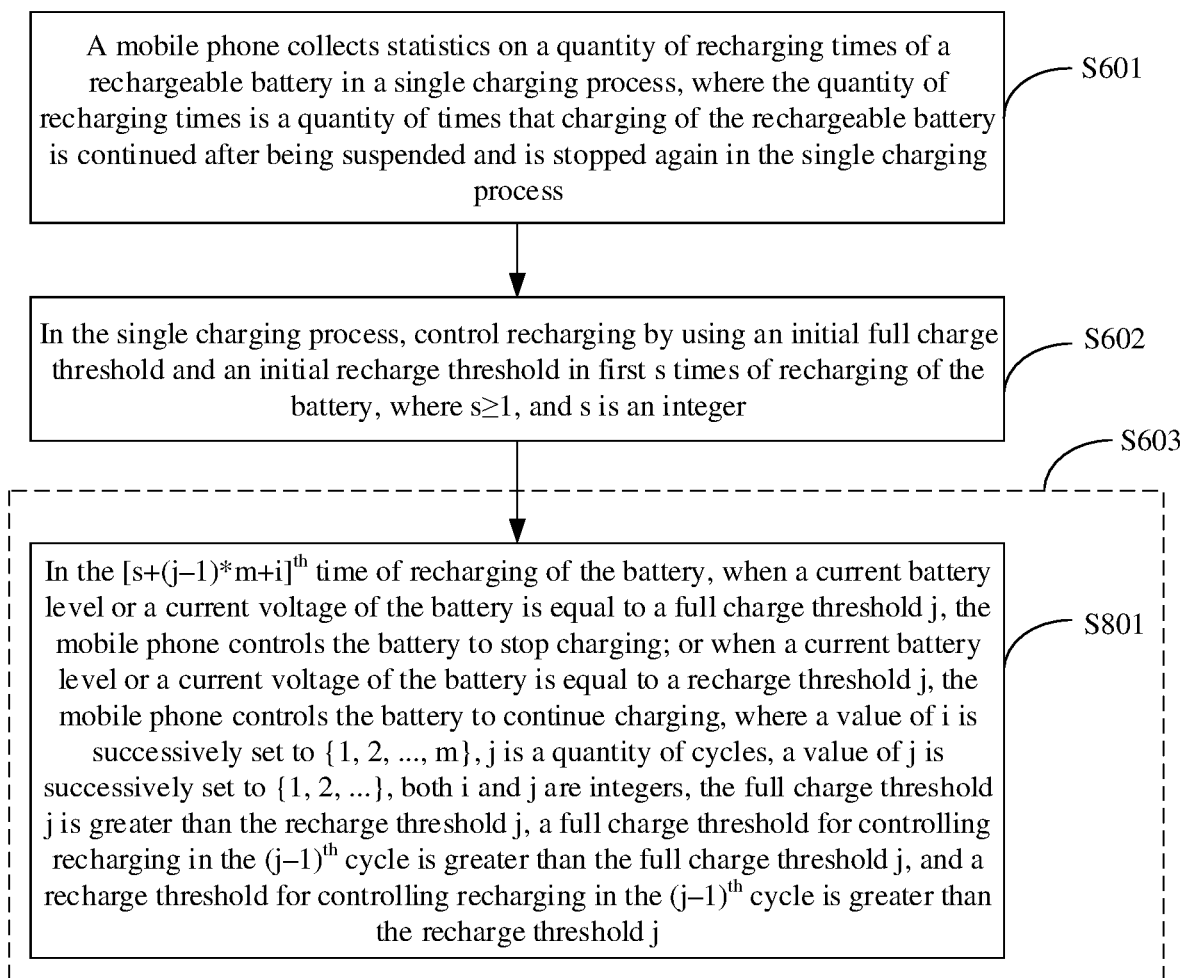 A mobile phone collects statistics on a quantity of recharging times of a
rechargeable battery in a single charging process, where the quantity of
recharging times is a quantity of times that charging of the rechargeable battery
is continued after being suspended and is stopped again in the single charging
process
S601
In the single charging process, control recharging by using an initial full charge
threshold and an initial recharge threshold in first s times of recharging of the
battery, where s≥1, and s is an integer
S602
S603
In the [s+(j–1)*m+i]th time of recharging of the battery, when a current battery
level or a current voltage of the battery is equal to a full charge threshold j, the
mobile phone controls the battery to stop charging; or when a current battery
level or a current voltage of the battery is equal to a recharge threshold j, the
mobile phone controls the battery to continue charging, where a value of i is
successively set to {1, 2, ..., m}, j is a quantity of cycles, a value of j is
successively set to {1, 2, ...}, both i and j are integers, the full charge threshold
j is greater than the recharge threshold j, a full charge threshold for controlling
recharging in the (j–1)th cycle is greater than the full charge threshold j, and a
recharge threshold for controlling recharging in the (j–1)th cycle is greater than
the recharge threshold j
S801